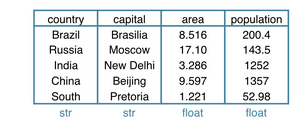 country capital area population
Brazil Brasilia 8.516 200.4
Russia Moscow 17.10 143.5
India New Delhi 3.286 1252
China Beijing 9.597 1357
South Pretoria 1.221 52.98
str str float float